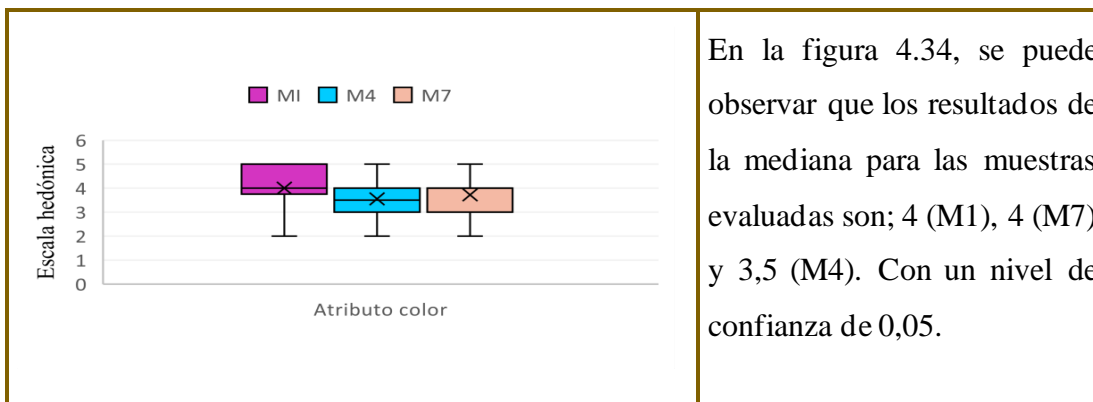 MI M4 M7
Escala hedónica
6
5
4
3
2
1
0
Atributo color
En la figura 4.34, se puede
observar que los resultados de
la mediana para las muestras
evaluadas son; 4 (M1), 4 (M7)
y 3,5 (M4). Con un nivel de
confianza de 0,05.